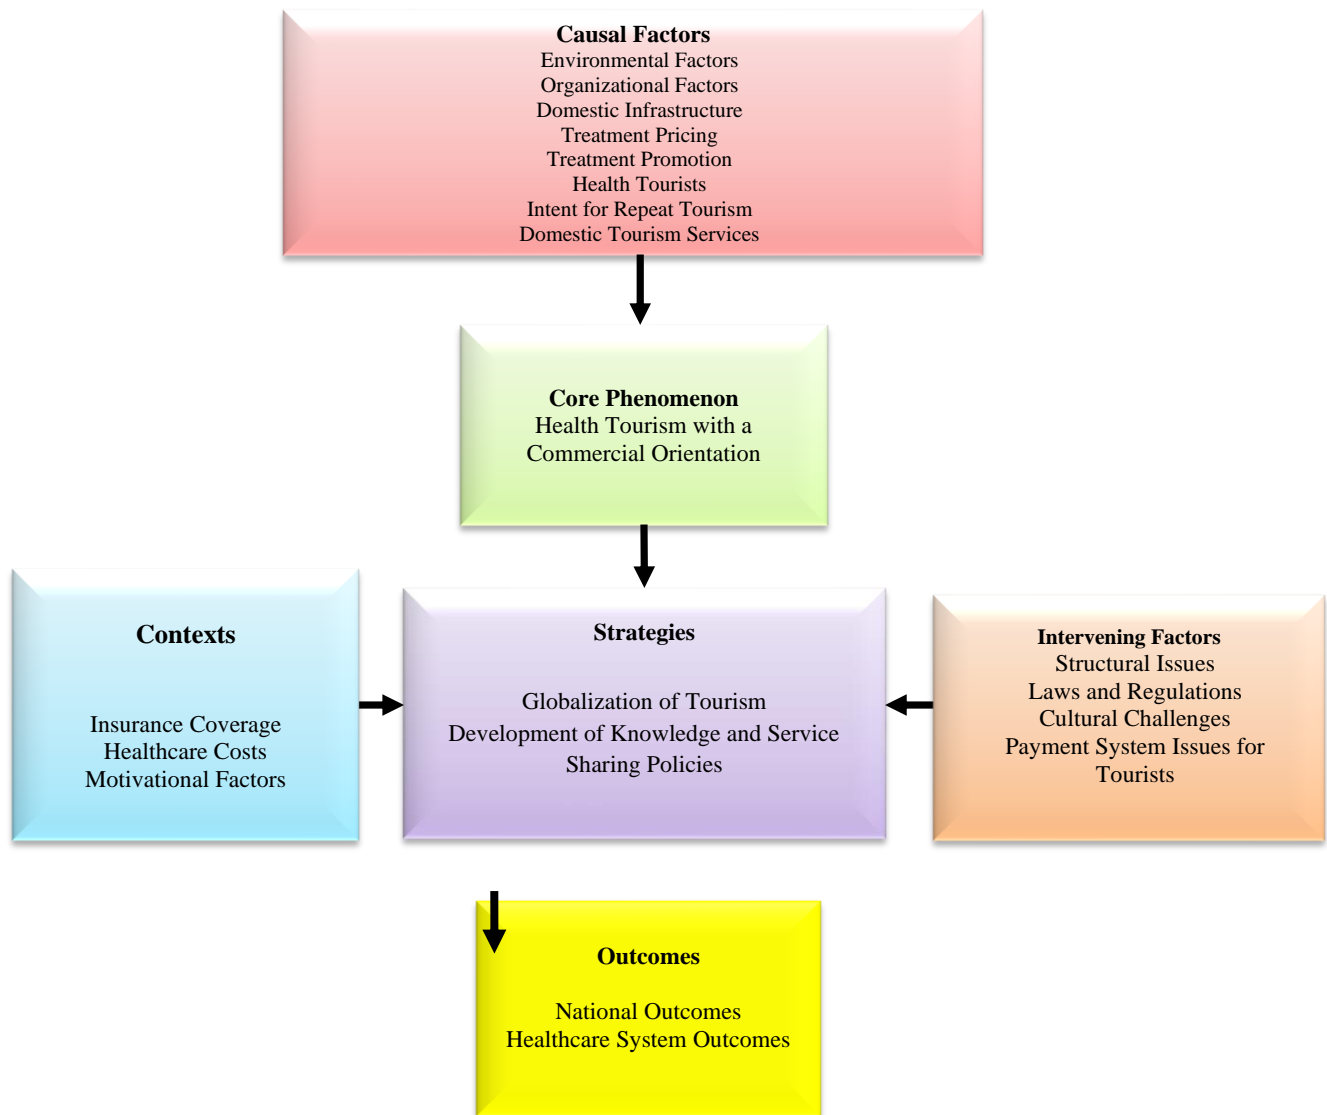 Causal Factors
Environmental Factors
Organizational Factors
Domestic Infrastructure
Treatment Pricing
Treatment Promotion
Health Tourists
Intent for Repeat Tourism
Domestic Tourism Services
Core Phenomenon
Health Tourism with a
Commercial Orientation
Contexts
Insurance Coverage
Healthcare Costs
Motivational Factors
Strategies
Globalization of Tourism
Development of Knowledge and Service
Sharing Policies
Intervening Factors
Structural Issues
Laws and Regulations
Cultural Challenges
Payment System Issues for
Tourists
Outcomes
National Outcomes
Healthcare System Outcomes